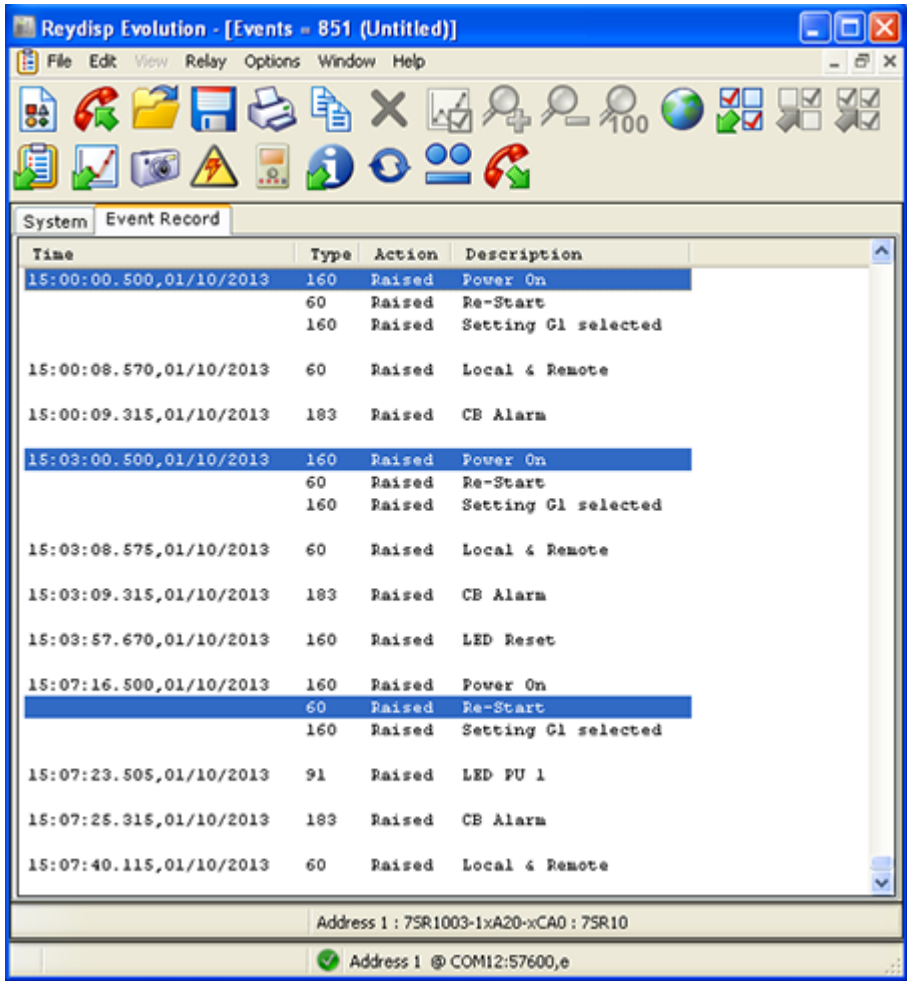 Reydisp Evolution - [Events = 851 (Untitled)]
File Edit View Relay Options Window Help
100
System Event Record
Time Type Action Description
15:00:00.500,01/10/2013 160 Raised Power On
60 Raised Re-Start
160 Raised Setting G1 selected
15:00:08.570,01/10/2013 60 Raised Local & Remote
15:00:09.315,01/10/2013 183 Raised CB Alarm
15:03:00.500,01/10/2013 160 Raised Power On
60 Raised Re-Start
160 Raised Setting G1 selected
15:03:08.575,01/10/2013 60 Raised Local & Remote
15:03:09.315,01/10/2013 183 Raised CB Alarm
15:03:57.670,01/10/2013 160 Raised LED Reset
15:07:16.500,01/10/2013 160 Raised Power On
60 Raised Re-Start
160 Raised Setting G1 selected
15:07:23.505,01/10/2013 91 Raised LED PU 1
15:07:25.315,01/10/2013 183 Raised CB Alarm
15:07:40.115,01/10/2013 60 Raised Local & Remote
Address 1 : 7SR1003-1xA20-xCA0 : 7SR10
Address 1 @ COM12:57600,e